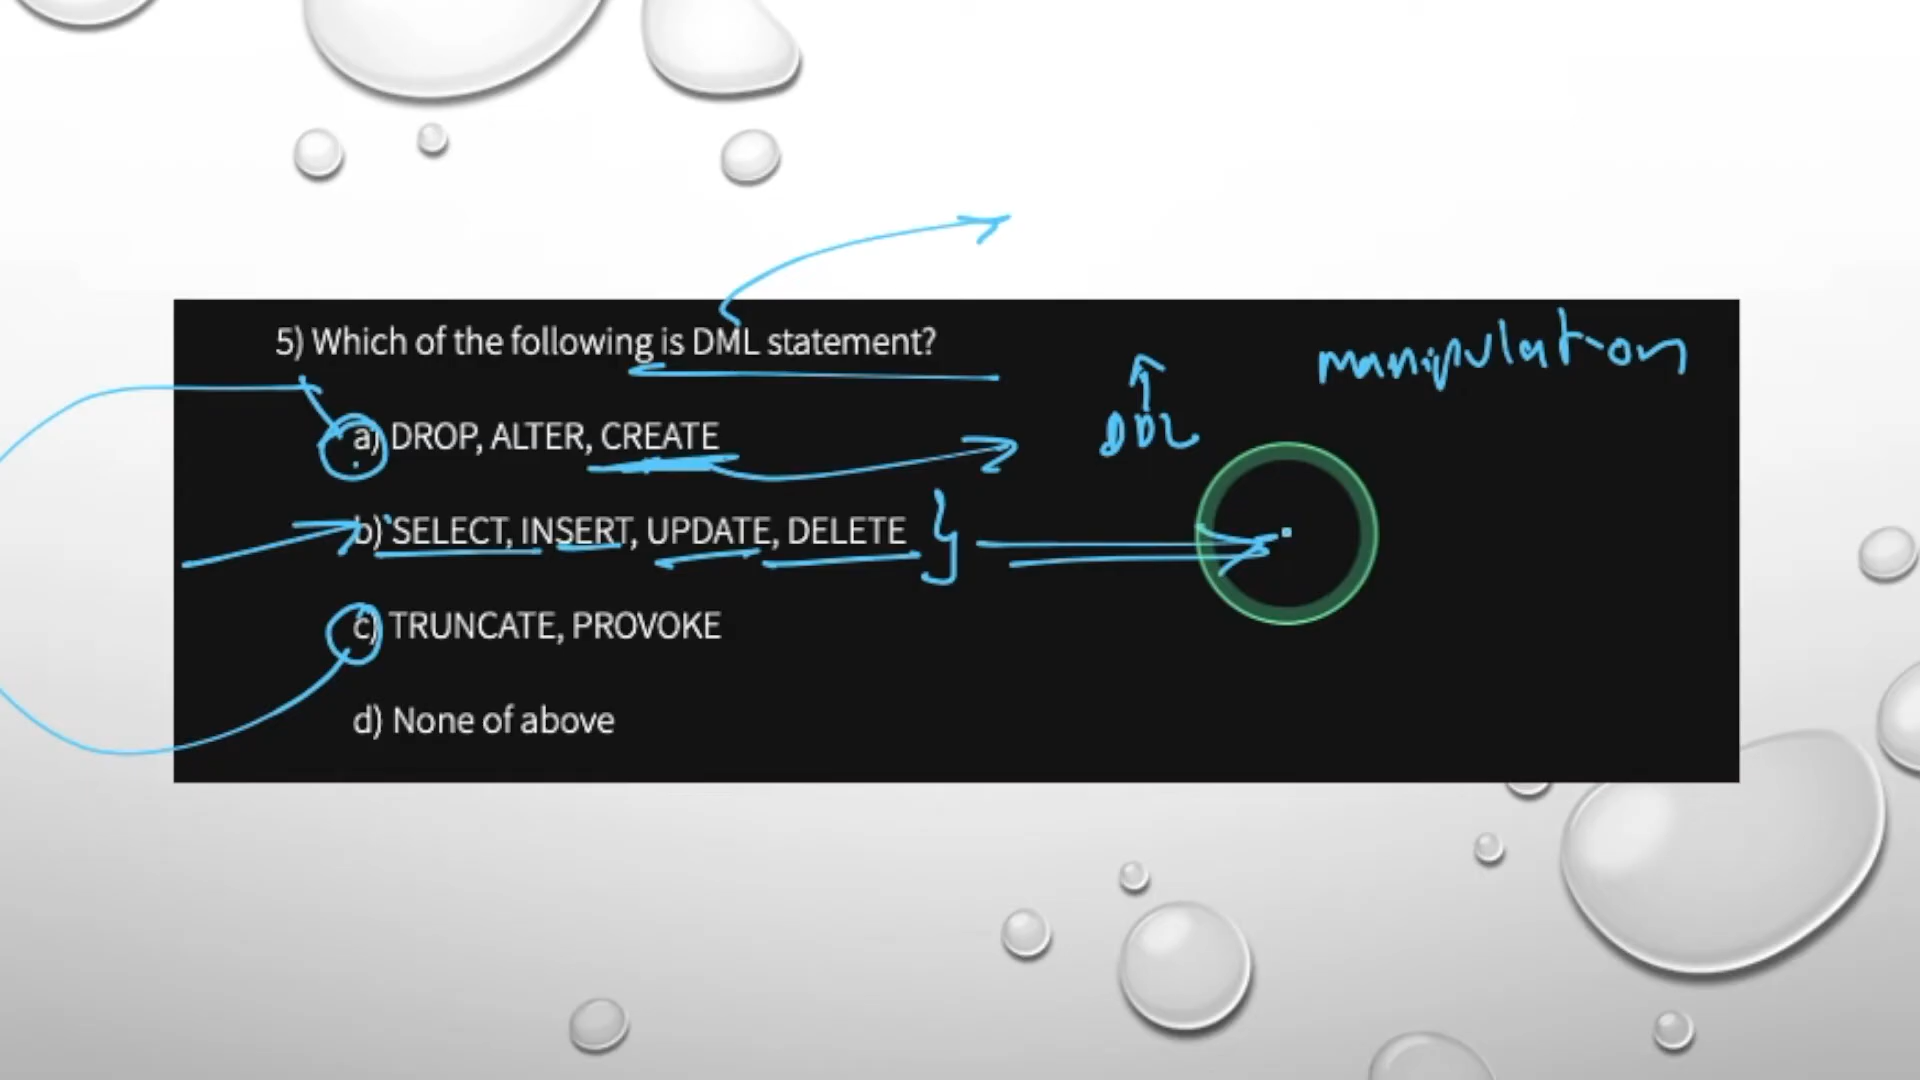 5) Which of the following is DML statement?
manipulation
a) DROP, ALTER, CREATE
DDL
b) SELECT, INSERT, UPDATE, DELETE
c) TRUNCATE, PROVOKE
d) None of above